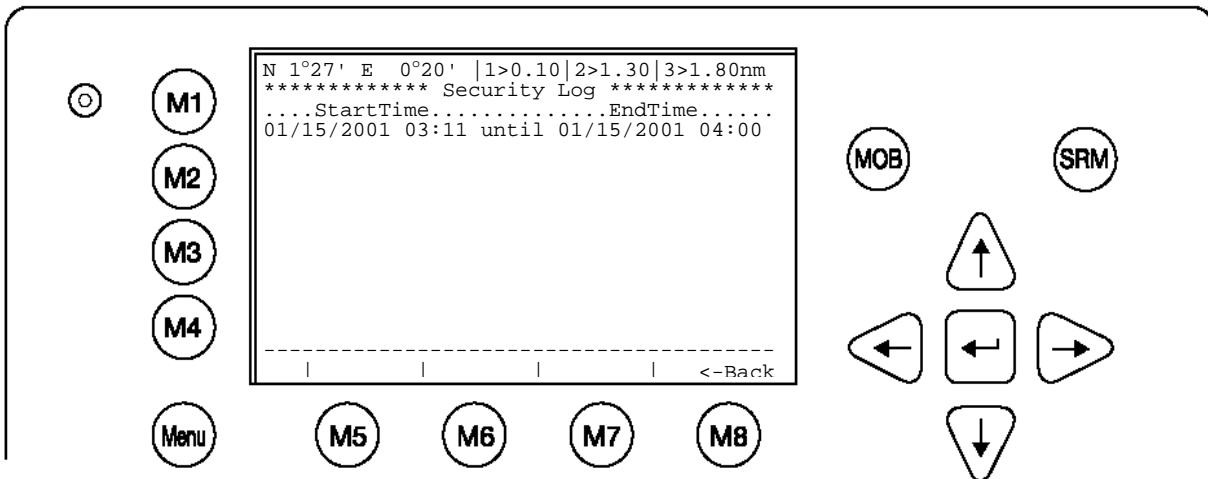 N 1°27' E 0°20' |1>0.10|2>1.30|3>1.80nm
************* Security Log *************
....StartTime..............EndTime......
01/15/2001 03:11 until 01/15/2001 04:00
----------------------------------------
| | | | <-Back
M1
M2
M3
M4
Menu
M5 M6 M7 M8
MOB SRM